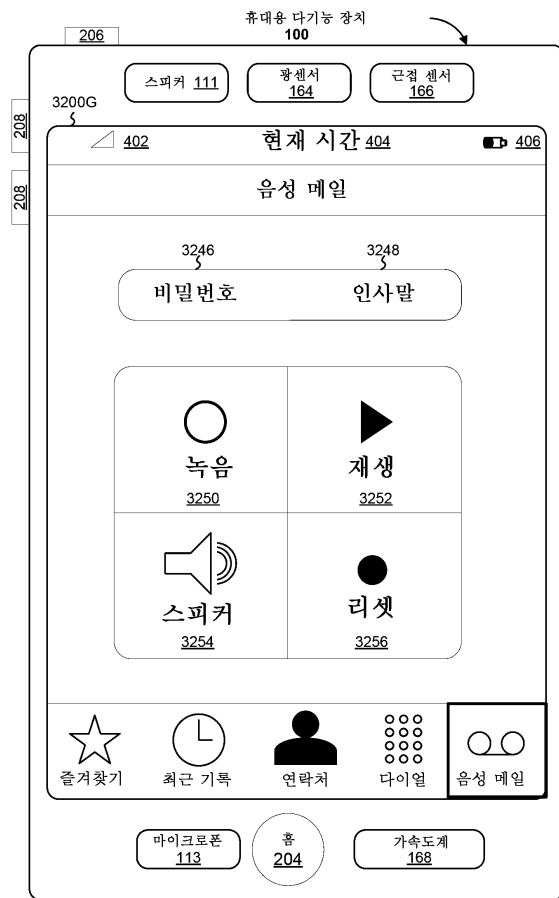 휴대용 다기능 장치
100
206
스피커 111
광센서
164
근접 센서
166
3200G
208
208
402
현재 시간 404
406
음성 메일
3246
3248
비밀번호
인사말
녹음
3250
재생
3252
스피커
3254
리셋
3256
즐겨찾기
최근 기록
연락처
다이얼
음성 메일
마이크로폰
113
홈
204
가속도계
168